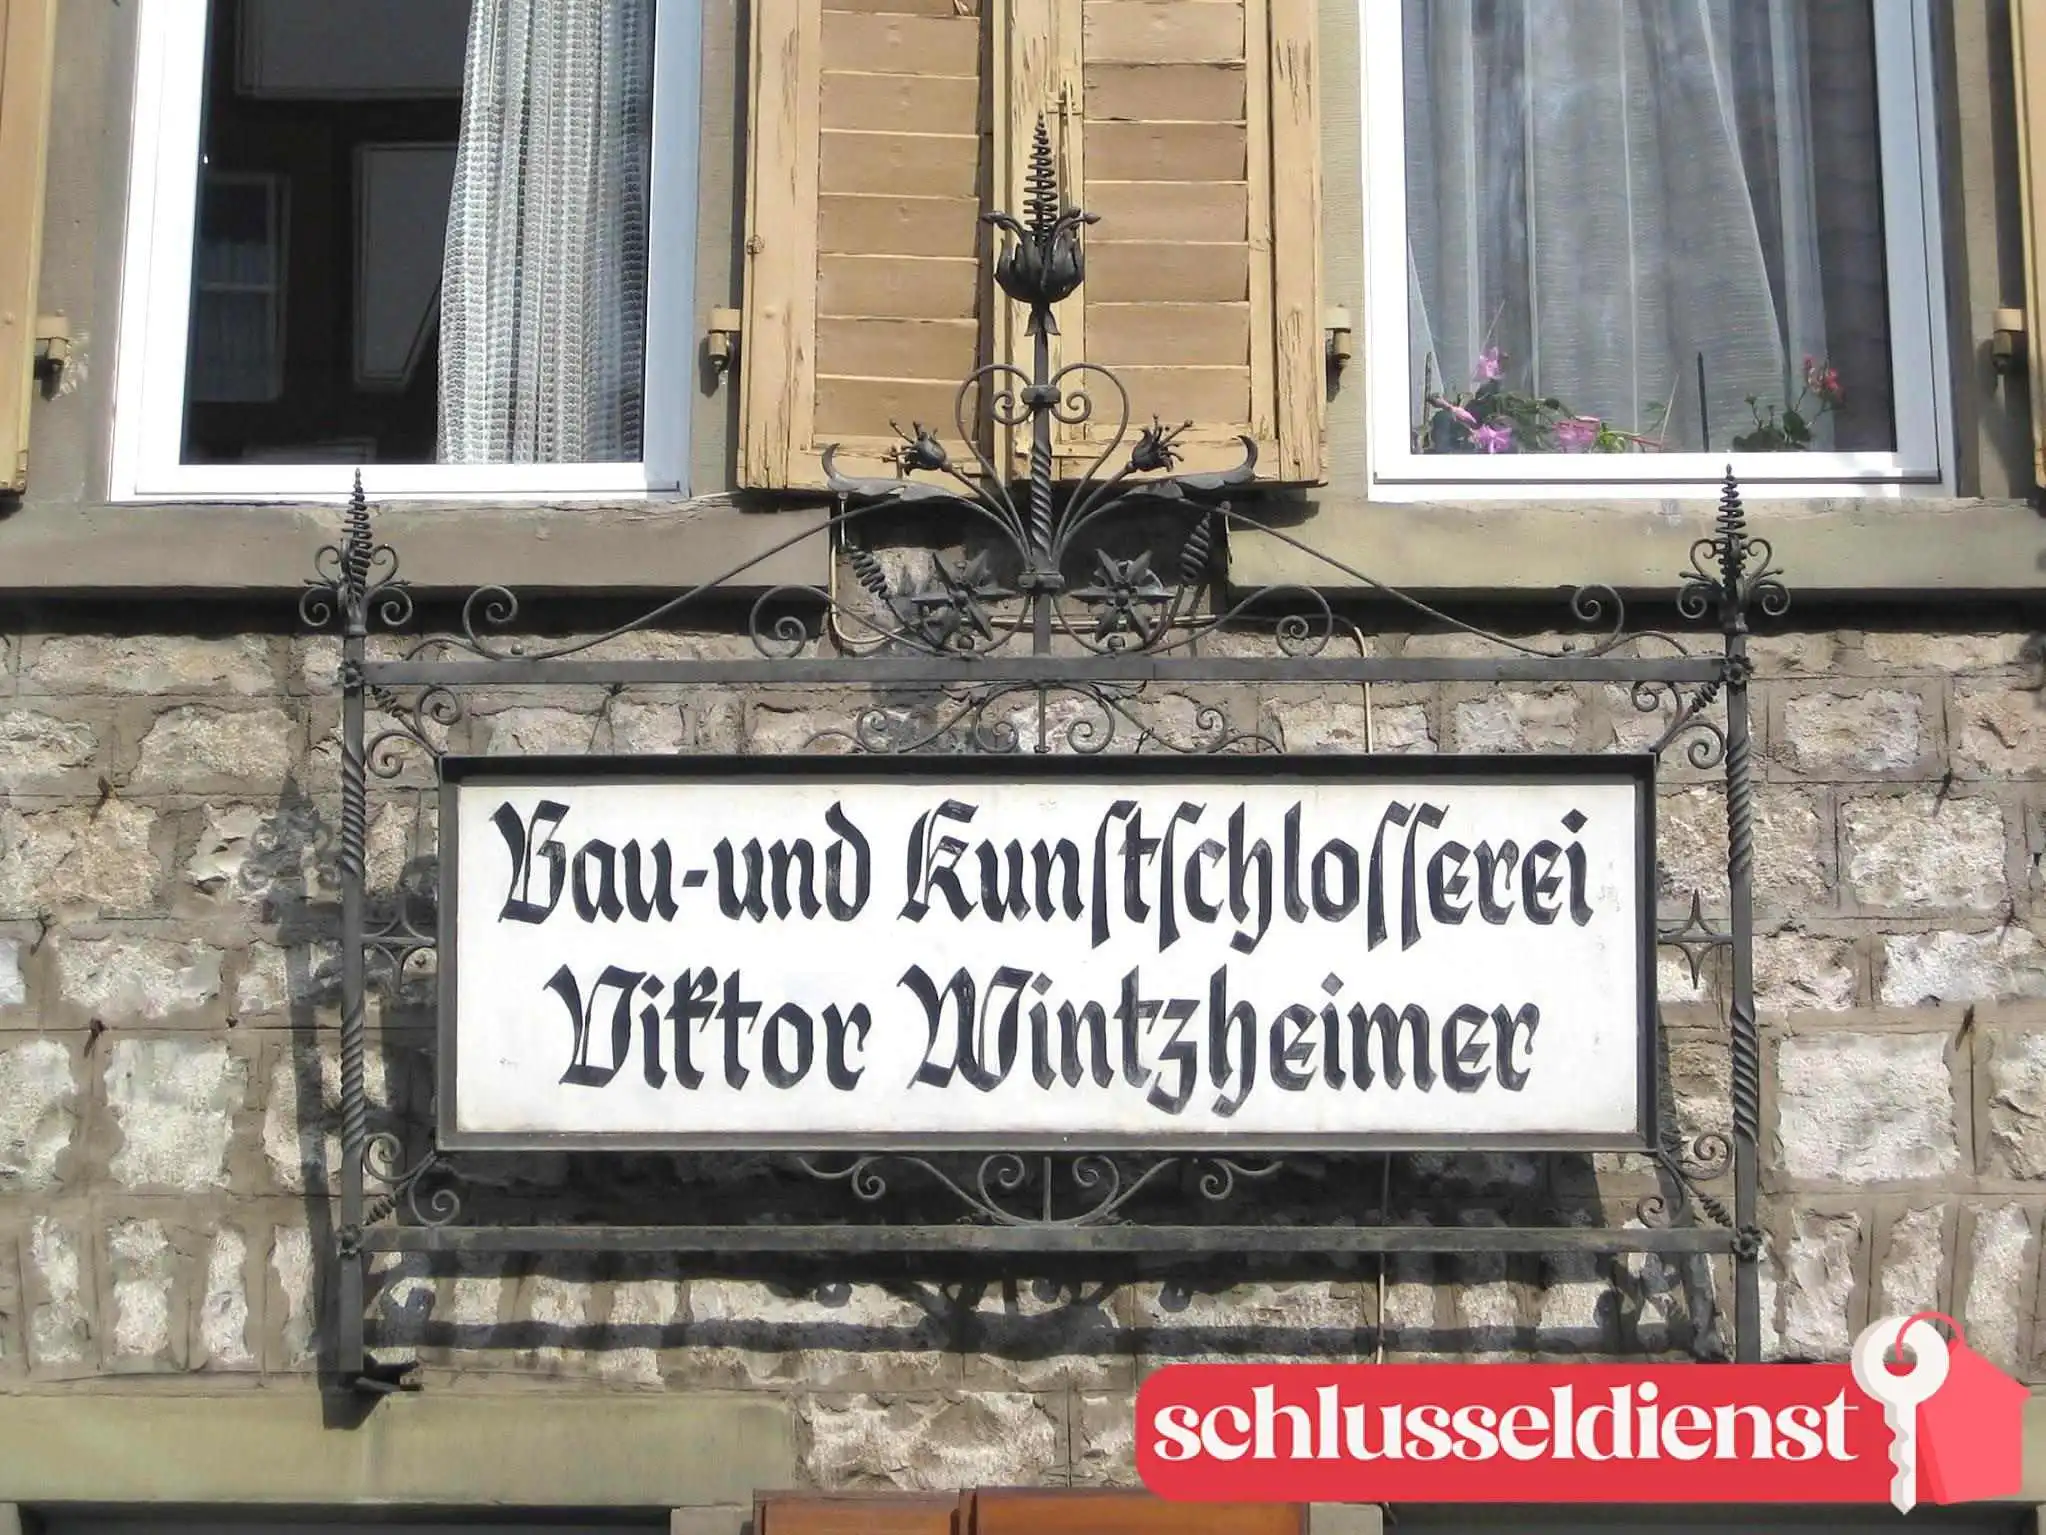 Bau-und Kunſtſchloſſerei
Viktor Wintzheimer
schlusseldienst